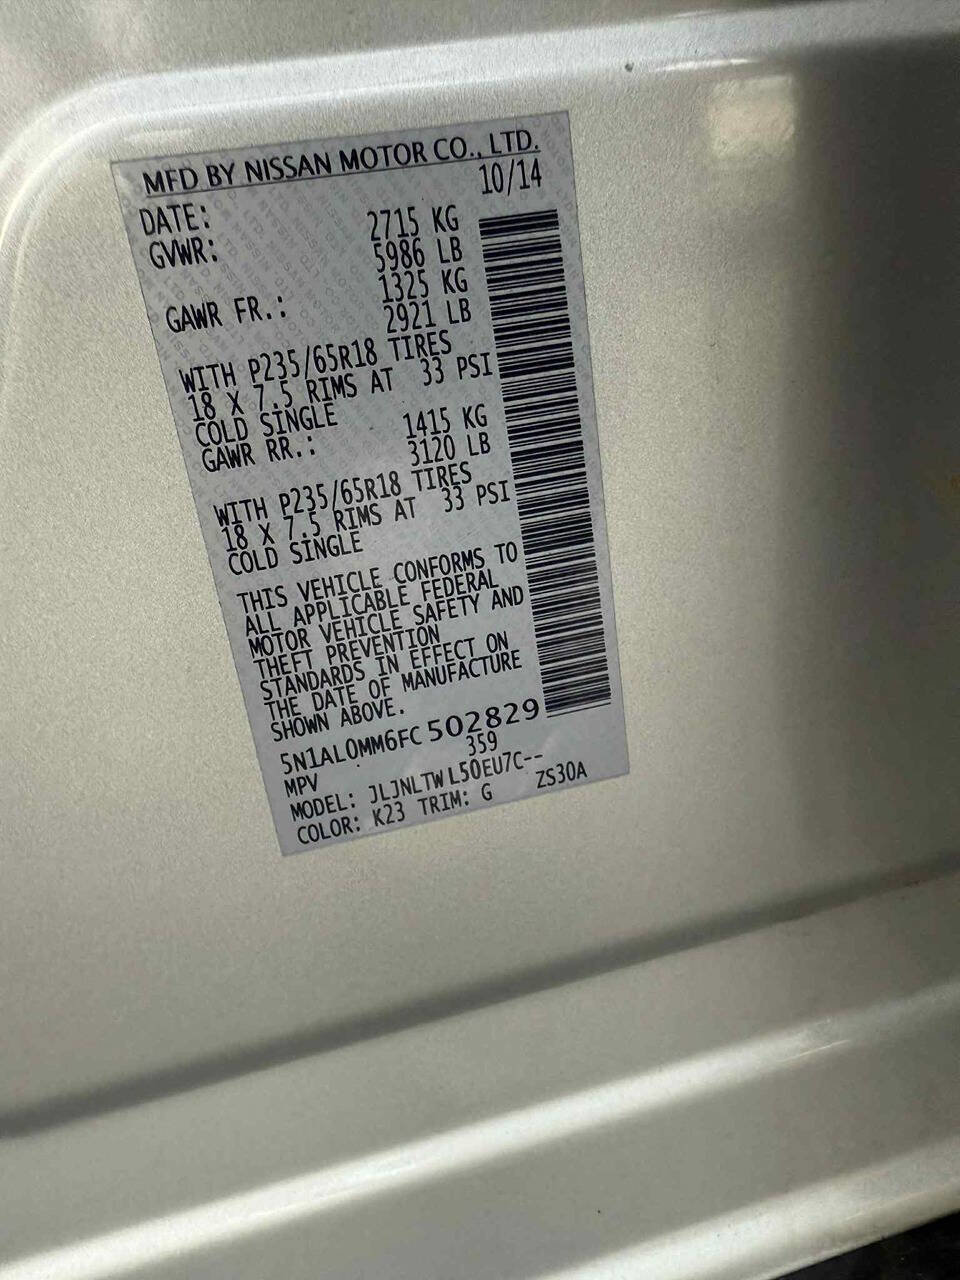 MFD BY NISSAN MOTOR CO., LTD.
DATE: 10/14
GVWR: 2715 KG
5986 LB
GAWR FR.: 1325 KG
2921 LB
WITH P235/65R18 TIRES
18 X 7.5 RIMS AT 33 PSI
COLD SINGLE
GAWR RR.: 1415 KG
3120 LB
WITH P235/65R18 TIRES
18 X 7.5 RIMS AT 33 PSI
COLD SINGLE
THIS VEHICLE CONFORMS TO
ALL APPLICABLE FEDERAL
MOTOR VEHICLE SAFETY AND
THEFT PREVENTION
STANDARDS IN EFFECT ON
THE DATE OF MANUFACTURE
SHOWN ABOVE.
5N1AL0MM6FC502829
MPV 359
MODEL: JLJNLTWL50EU7C--
COLOR: K23 TRIM: G ZS30A